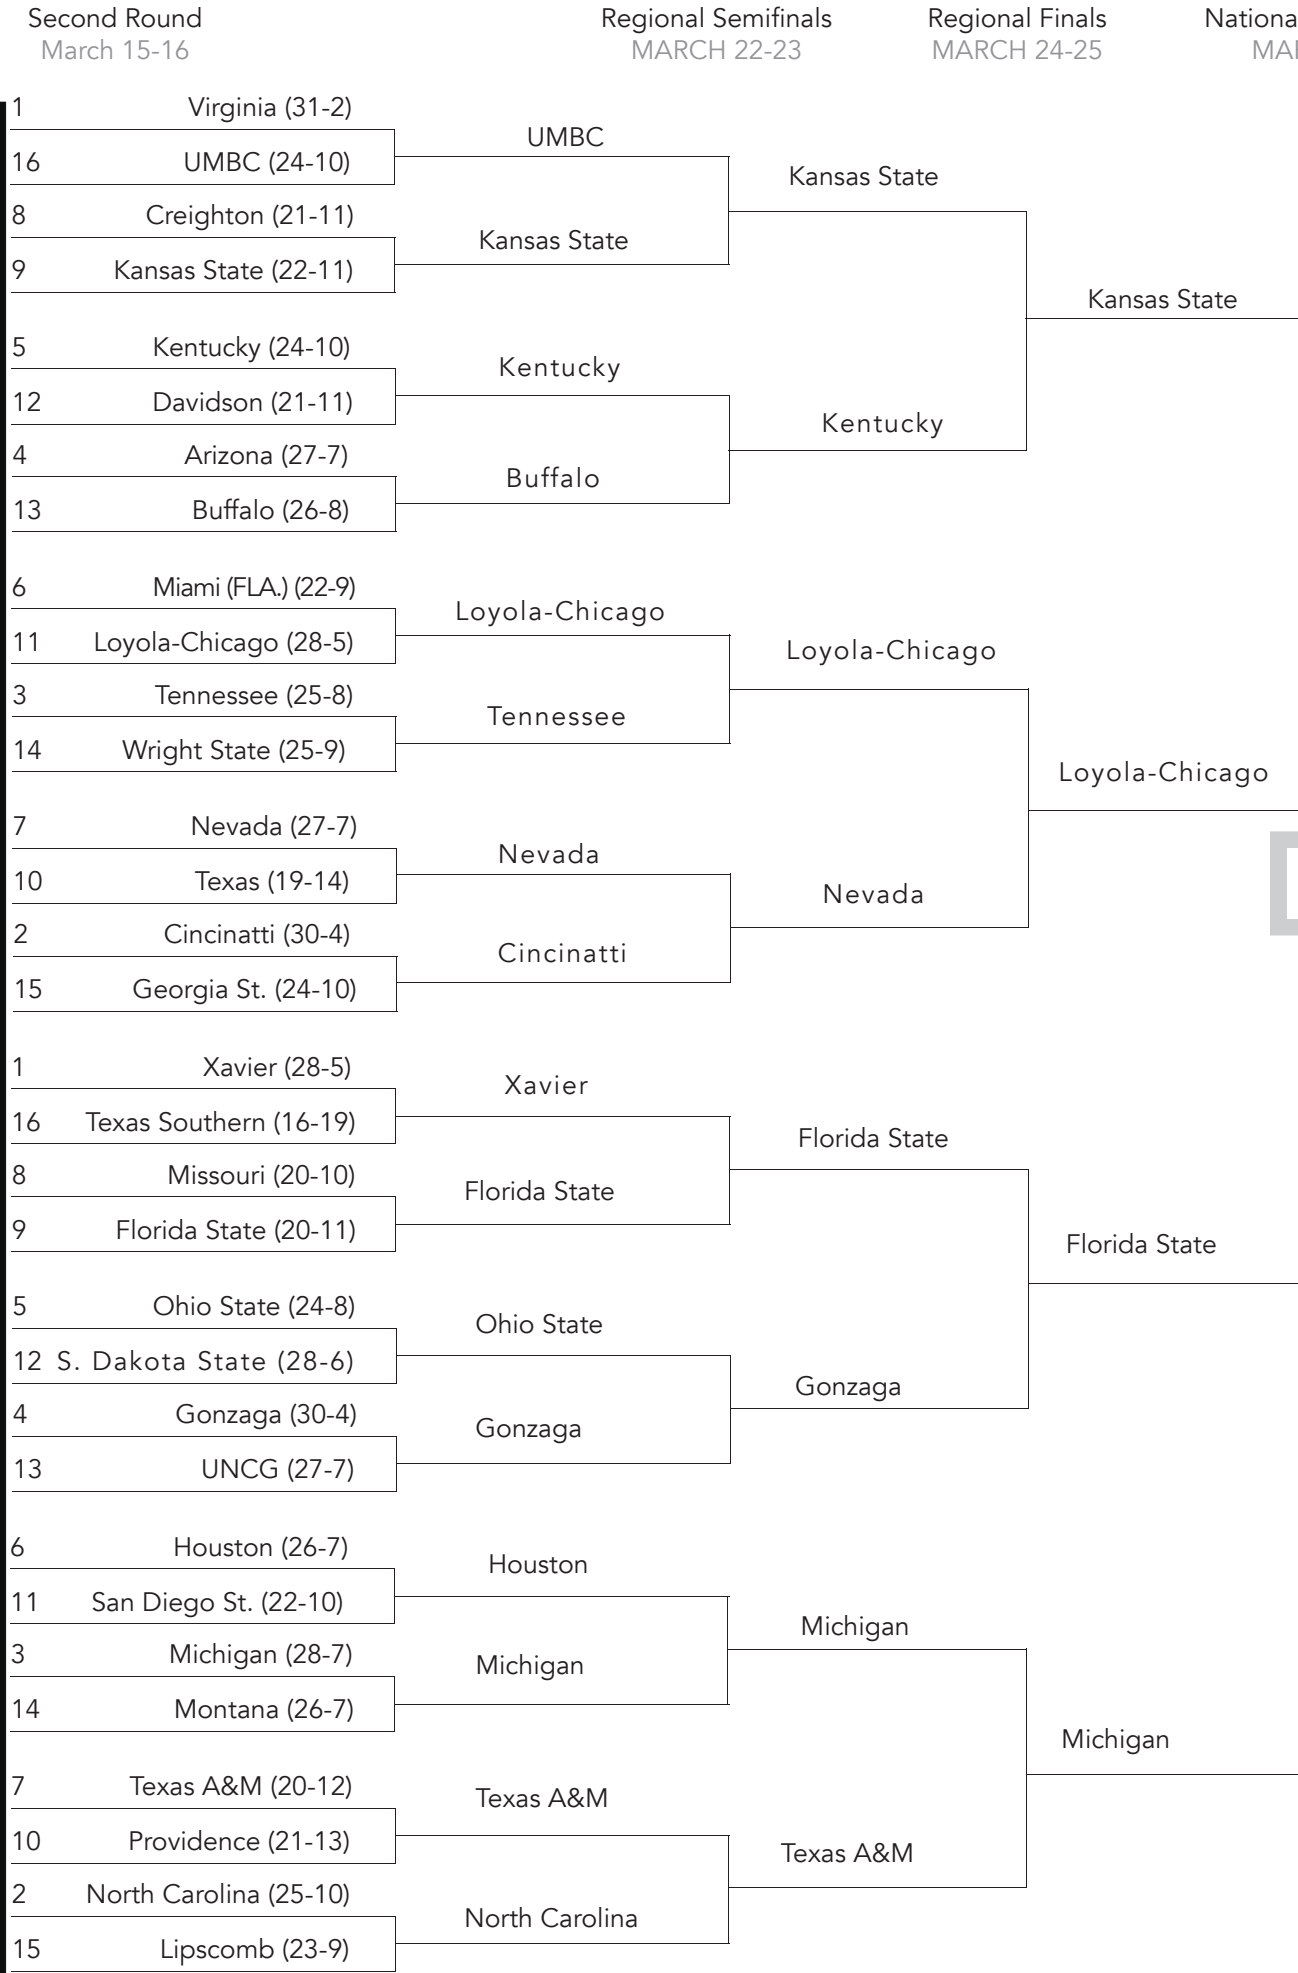 Second Round
March 15-16
Regional Semifinals
MARCH 22-23
Regional Finals
MARCH 24-25
1 Virginia (31-2)
16 UMBC (24-10)
8 Creighton (21-11)
9 Kansas State (22-11)
5 Kentucky (24-10)
12 Davidson (21-11)
4 Arizona (27-7)
13 Buffalo (26-8)
6 Miami (FLA.) (22-9)
11 Loyola-Chicago (28-5)
3 Tennessee (25-8)
14 Wright State (25-9)
7 Nevada (27-7)
10 Texas (19-14)
2 Cincinatti (30-4)
15 Georgia St. (24-10)
1 Xavier (28-5)
16 Texas Southern (16-19)
8 Missouri (20-10)
9 Florida State (20-11)
5 Ohio State (24-8)
12 S. Dakota State (28-6)
4 Gonzaga (30-4)
13 UNCG (27-7)
6 Houston (26-7)
11 San Diego St. (22-10)
3 Michigan (28-7)
14 Montana (26-7)
7 Texas A&M (20-12)
10 Providence (21-13)
2 North Carolina (25-10)
15 Lipscomb (23-9)
UMBC
Kansas State
Kentucky
Buffalo
Loyola-Chicago
Tennessee
Nevada
Cincinatti
Xavier
Florida State
Ohio State
Gonzaga
Houston
Michigan
Texas A&M
North Carolina
Kansas State
Kentucky
Loyola-Chicago
Nevada
Florida State
Gonzaga
Michigan
Texas A&M
Kansas State
Loyola-Chicago
Florida State
Michigan